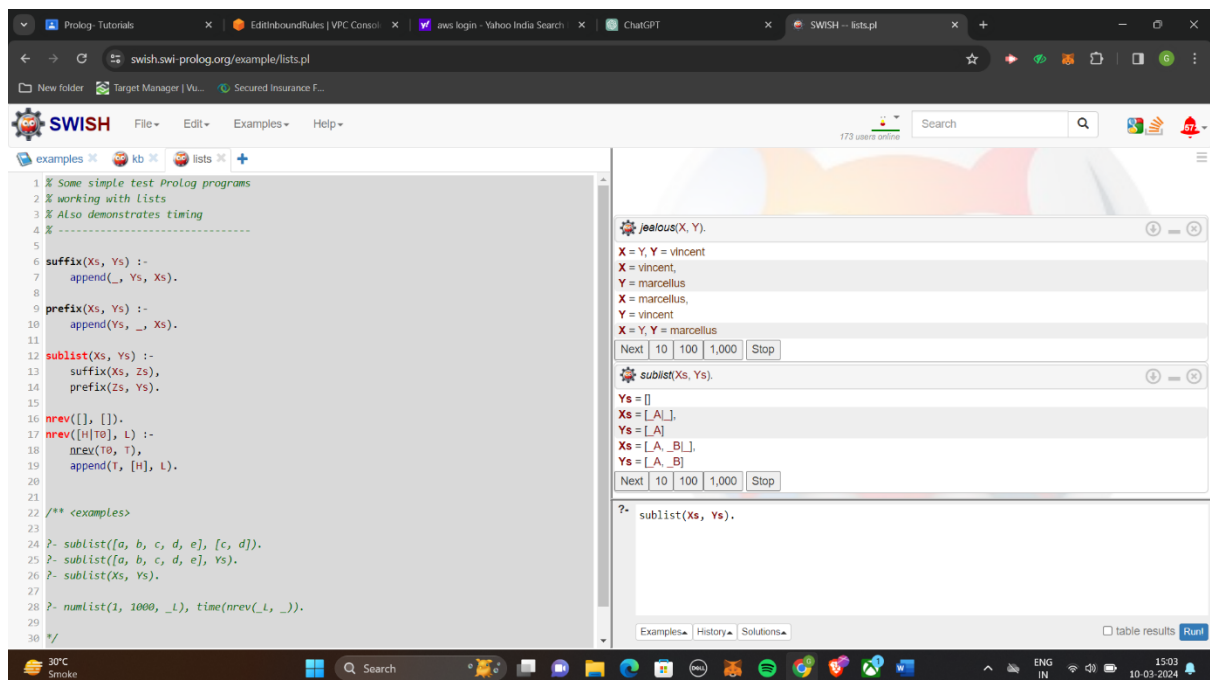 Prolog- Tutorials
EditInboundRules | VPC Consol
aws login - Yahoo India Search
ChatGPT
SWISH -- lists.pl
swish.swi-prolog.org/example/lists.pl
G
New folder
Target Manager | Vu...
Secured Insurance F...
SWISH
File
Edit
Examples
Help
173 users online
Search
examples
kb
lists
1 % Some simple test Prolog programs
2 % working with lists
3 % Also demonstrates timing
4 % --------------------------------
5
6 suffix(Xs, Ys) :-
7 append(_, Ys, Xs).
8
9 prefix(Xs, Ys) :-
10 append(Ys, _, Xs).
11
12 sublist(Xs, Ys) :-
13 suffix(Xs, Zs),
14 prefix(Zs, Ys).
15
16 nrev([], []).
17 nrev([H|T0], L) :-
18 nrev(T0, T),
19 append(T, [H], L).
20
21
22 /** <examples>
23
24 ?- sublist([a, b, c, d, e], [c, d]).
25 ?- sublist([a, b, c, d, e], Ys).
26 ?- sublist(Xs, Ys).
27
28 ?- numlist(1, 1000, _L), time(nrev(_L, _)).
29
30 */
jealous(X, Y).
X = Y, Y = vincent
X = vincent,
Y = marcellus
X = marcellus,
Y = vincent
X = Y, Y = marcellus
Next 10 100 1,000 Stop
sublist(Xs, Ys).
Ys = []
Xs = [_A|_],
Ys = [_A]
Xs = [_A, _B|_],
Ys = [_A, _B]
Next 10 100 1,000 Stop
?- sublist(Xs, Ys).
Examples History Solutions
table results Run!
30°C
Smoke
Search
ENG
IN
15:03
10-03-2024